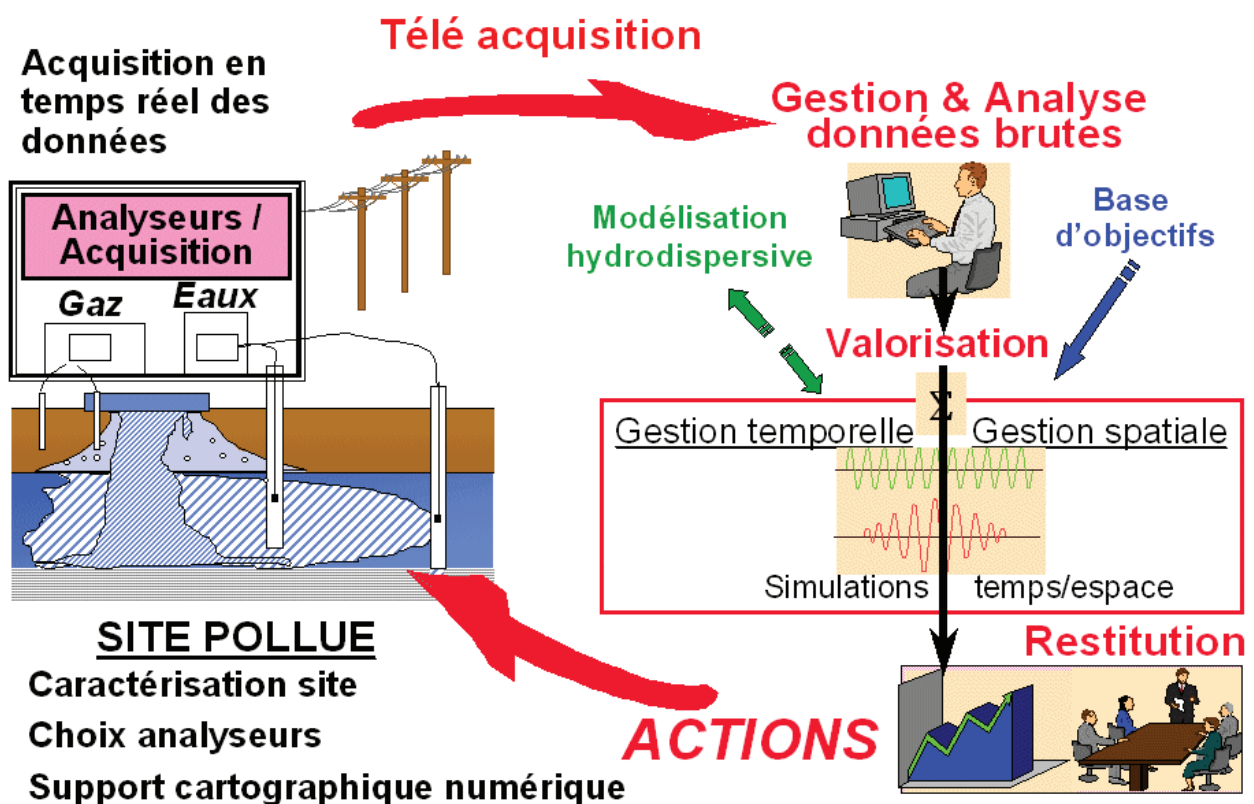 Télé acquisition
Acquisition en
temps réel des
données
Gestion & Analyse
données brutes
Analyseurs /
Acquisition
Gaz
Eaux
Modélisation
hydrodispersive
Base
d'objectifs
Valorisation
Σ
Gestion temporelle
Gestion spatiale
Simulations
temps/espace
Restitution
ACTIONS
SITE POLLUE
Caractérisation site
Choix analyseurs
Support cartographique numérique